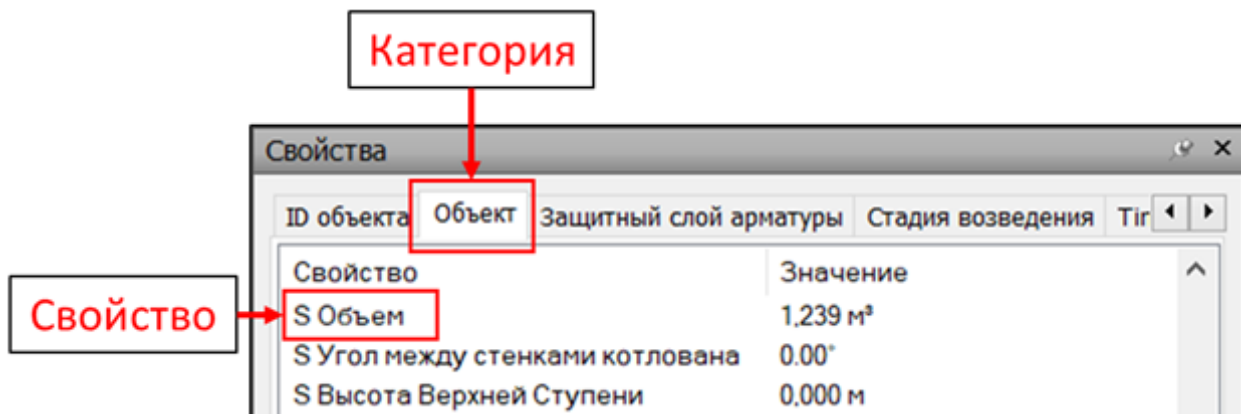 Категория
Свойства
ID объекта Объект Защитный слой арматуры Стадия возведения Tir
Свойство Значение
Свойство
S Объем 1,239 м³
S Угол между стенками котлована 0.00°
S Высота Верхней Ступени 0,000 м